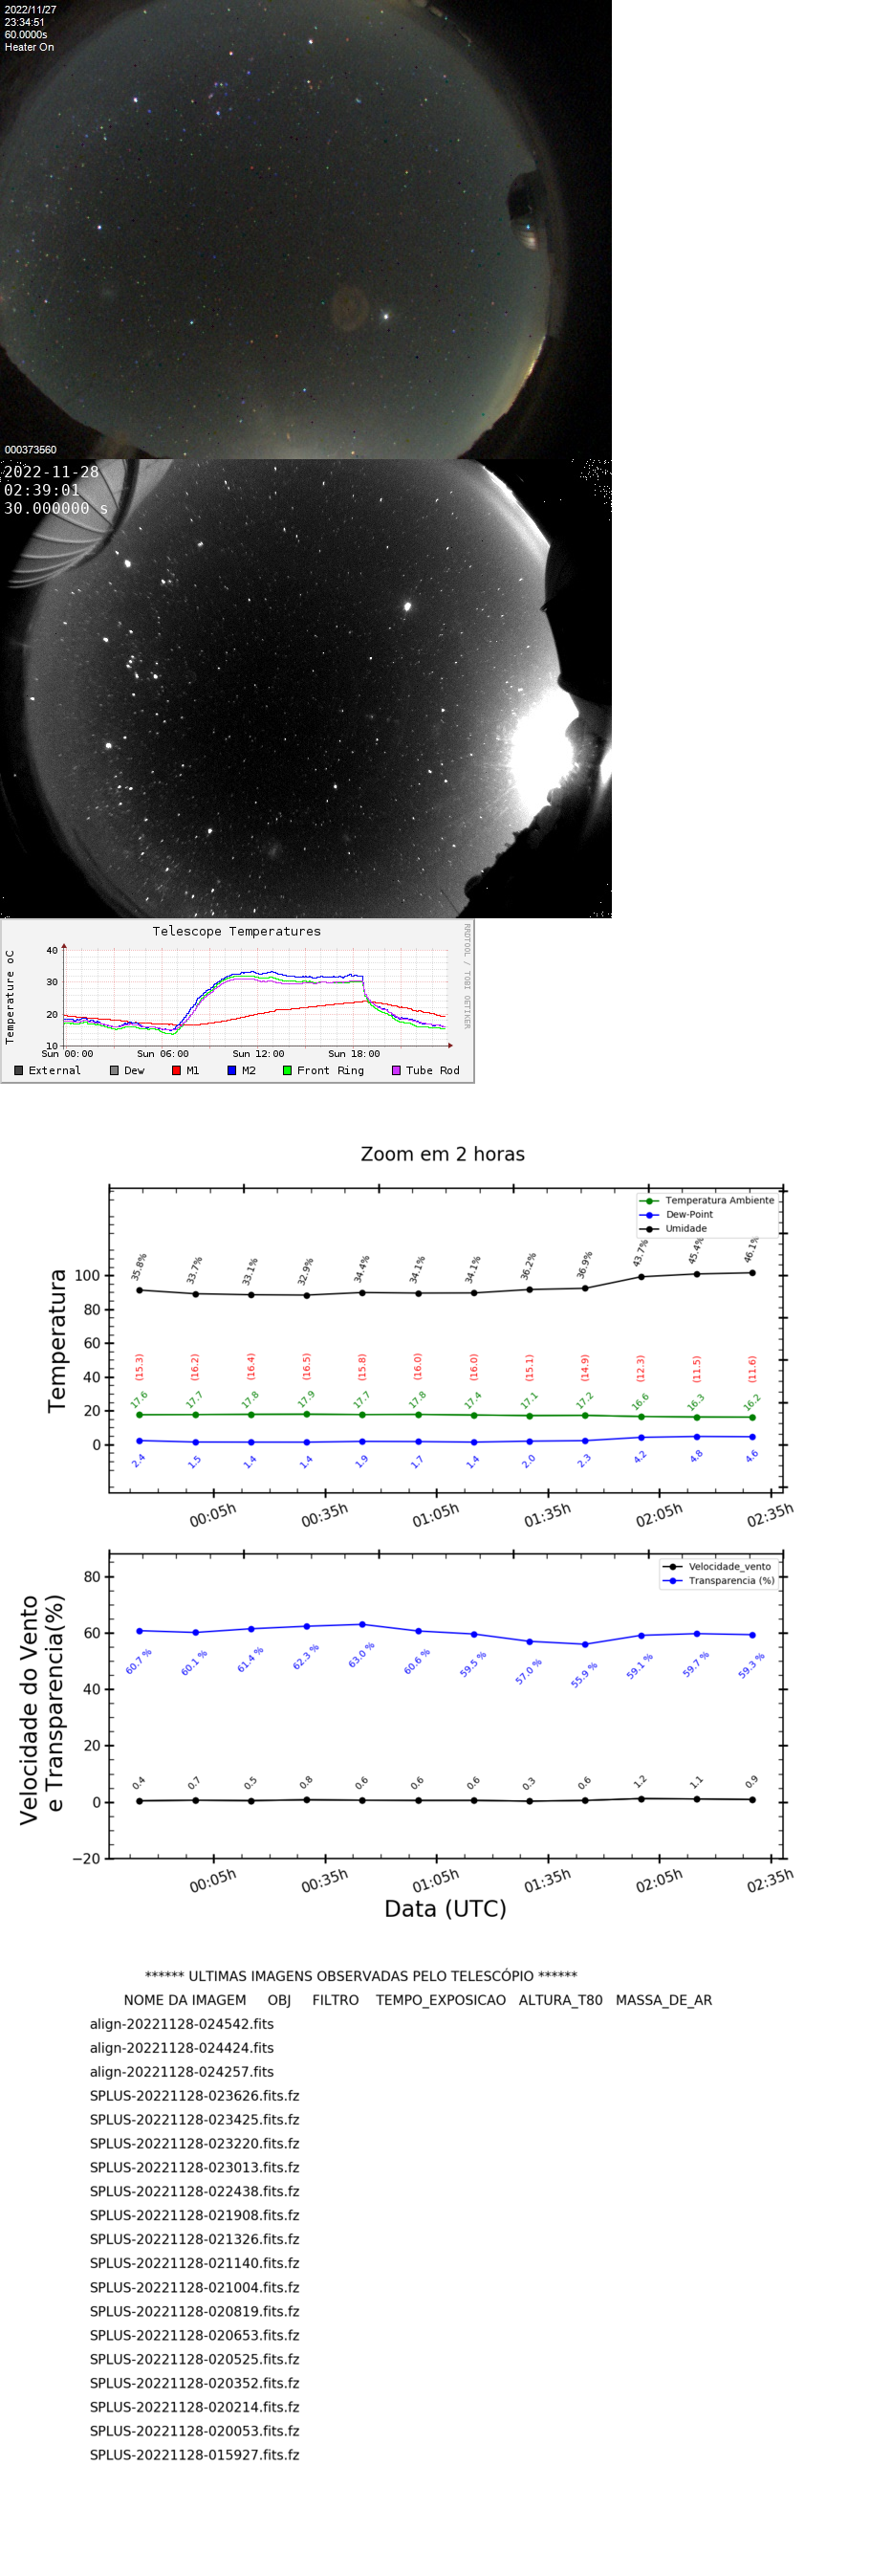 2022/11/27
23:34:51
60.0000s
Heater On
000373560
2022-11-28
02:39:01
30.000000 s
Telescope Temperatures
RRDTOOL / TOBI OETIKER
Temperature oC
40
30
20
10
Sun 00:00 Sun 06:00 Sun 12:00 Sun 18:00
External Dew M1 M2 Front Ring Tube Rod
Zoom em 2 horas
Temperatura Ambiente
Dew-Point
Umidade
Temperatura
100
80
60
40
20
0
35.8% 33.7% 33.1% 32.9% 34.4% 34.1% 34.1% 36.2% 36.9% 43.7% 45.4% 46.1%
(15.3) (16.2) (16.4) (16.5) (15.8) (16.0) (16.0) (15.1) (14.9) (12.3) (11.5) (11.6)
17.6 17.7 17.8 17.9 17.7 17.8 17.4 17.1 17.2 16.6 16.3 16.2
2.4 1.5 1.4 1.4 1.9 1.7 1.4 2.0 2.3 4.2 4.8 4.6
00:05h 00:35h 01:05h 01:35h 02:05h 02:35h
Velocidade_vento
Transparencia (%)
Velocidade do Vento
e Transparencia(%)
80
60
40
20
0
−20
60.7 % 60.1 % 61.4 % 62.3 % 63.0 % 60.6 % 59.5 % 57.0 % 55.9 % 59.1 % 59.7 % 59.3 %
0.4 0.7 0.5 0.8 0.6 0.6 0.6 0.3 0.6 1.2 1.1 0.9
00:05h 00:35h 01:05h 01:35h 02:05h 02:35h
Data (UTC)
****** ULTIMAS IMAGENS OBSERVADAS PELO TELESCÓPIO ******
NOME DA IMAGEM OBJ FILTRO TEMPO_EXPOSICAO ALTURA_T80 MASSA_DE_AR
align-20221128-024542.fits
align-20221128-024424.fits
align-20221128-024257.fits
SPLUS-20221128-023626.fits.fz
SPLUS-20221128-023425.fits.fz
SPLUS-20221128-023220.fits.fz
SPLUS-20221128-023013.fits.fz
SPLUS-20221128-022438.fits.fz
SPLUS-20221128-021908.fits.fz
SPLUS-20221128-021326.fits.fz
SPLUS-20221128-021140.fits.fz
SPLUS-20221128-021004.fits.fz
SPLUS-20221128-020819.fits.fz
SPLUS-20221128-020653.fits.fz
SPLUS-20221128-020525.fits.fz
SPLUS-20221128-020352.fits.fz
SPLUS-20221128-020214.fits.fz
SPLUS-20221128-020053.fits.fz
SPLUS-20221128-015927.fits.fz